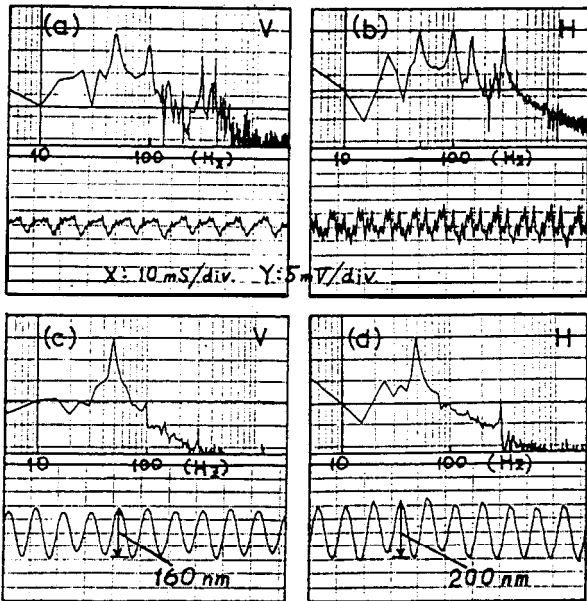 (a) V (b) H
10 100 (Hz) 10 100 (Hz)
X: 10 mS/div. Y: 5 mV/div.
(c) V (d) H
10 100 (Hz) 10 100 (Hz)
160 nm 200 nm